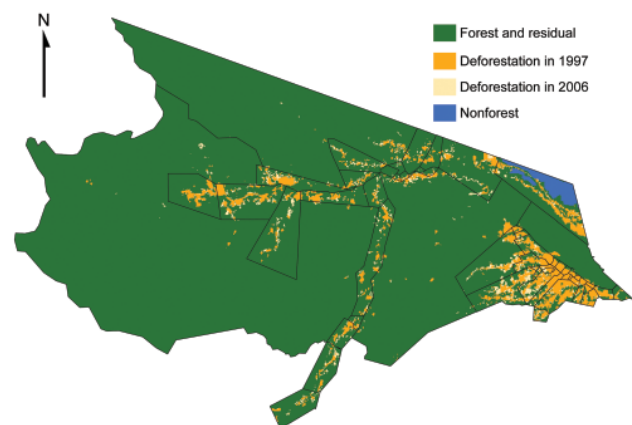 N
Forest and residual
Deforestation in 1997
Deforestation in 2006
Nonforest